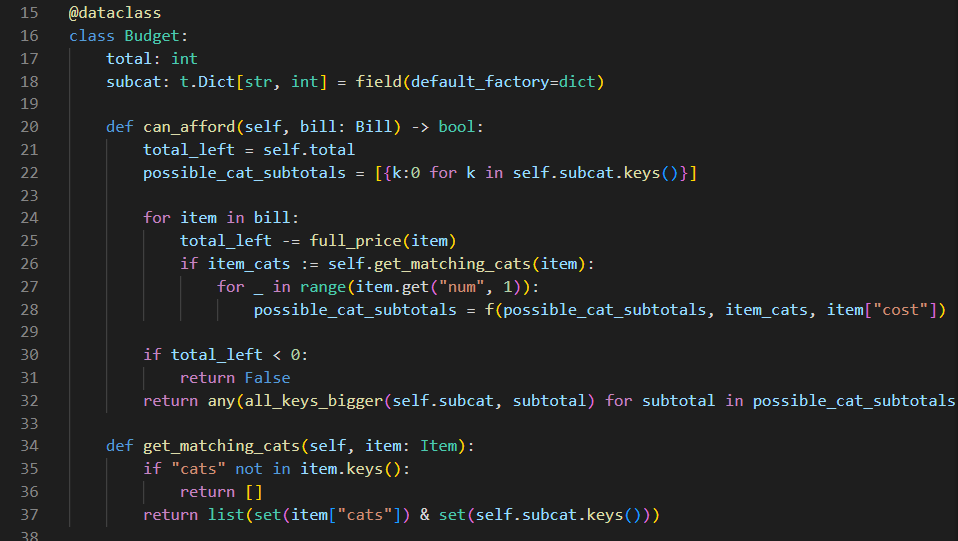 15 @dataclass
16 class Budget:
17     total: int
18     subcat: t.Dict[str, int] = field(default_factory=dict)
19
20     def can_afford(self, bill: Bill) -> bool:
21         total_left = self.total
22         possible_cat_subtotals = [{k:0 for k in self.subcat.keys()}]
23
24         for item in bill:
25             total_left -= full_price(item)
26             if item_cats := self.get_matching_cats(item):
27                 for _ in range(item.get("num", 1)):
28                     possible_cat_subtotals = f(possible_cat_subtotals, item_cats, item["cost"])
29
30         if total_left < 0:
31             return False
32         return any(all_keys_bigger(self.subcat, subtotal) for subtotal in possible_cat_subtotals
33
34     def get_matching_cats(self, item: Item):
35         if "cats" not in item.keys():
36             return []
37         return list(set(item["cats"]) & set(self.subcat.keys()))
38